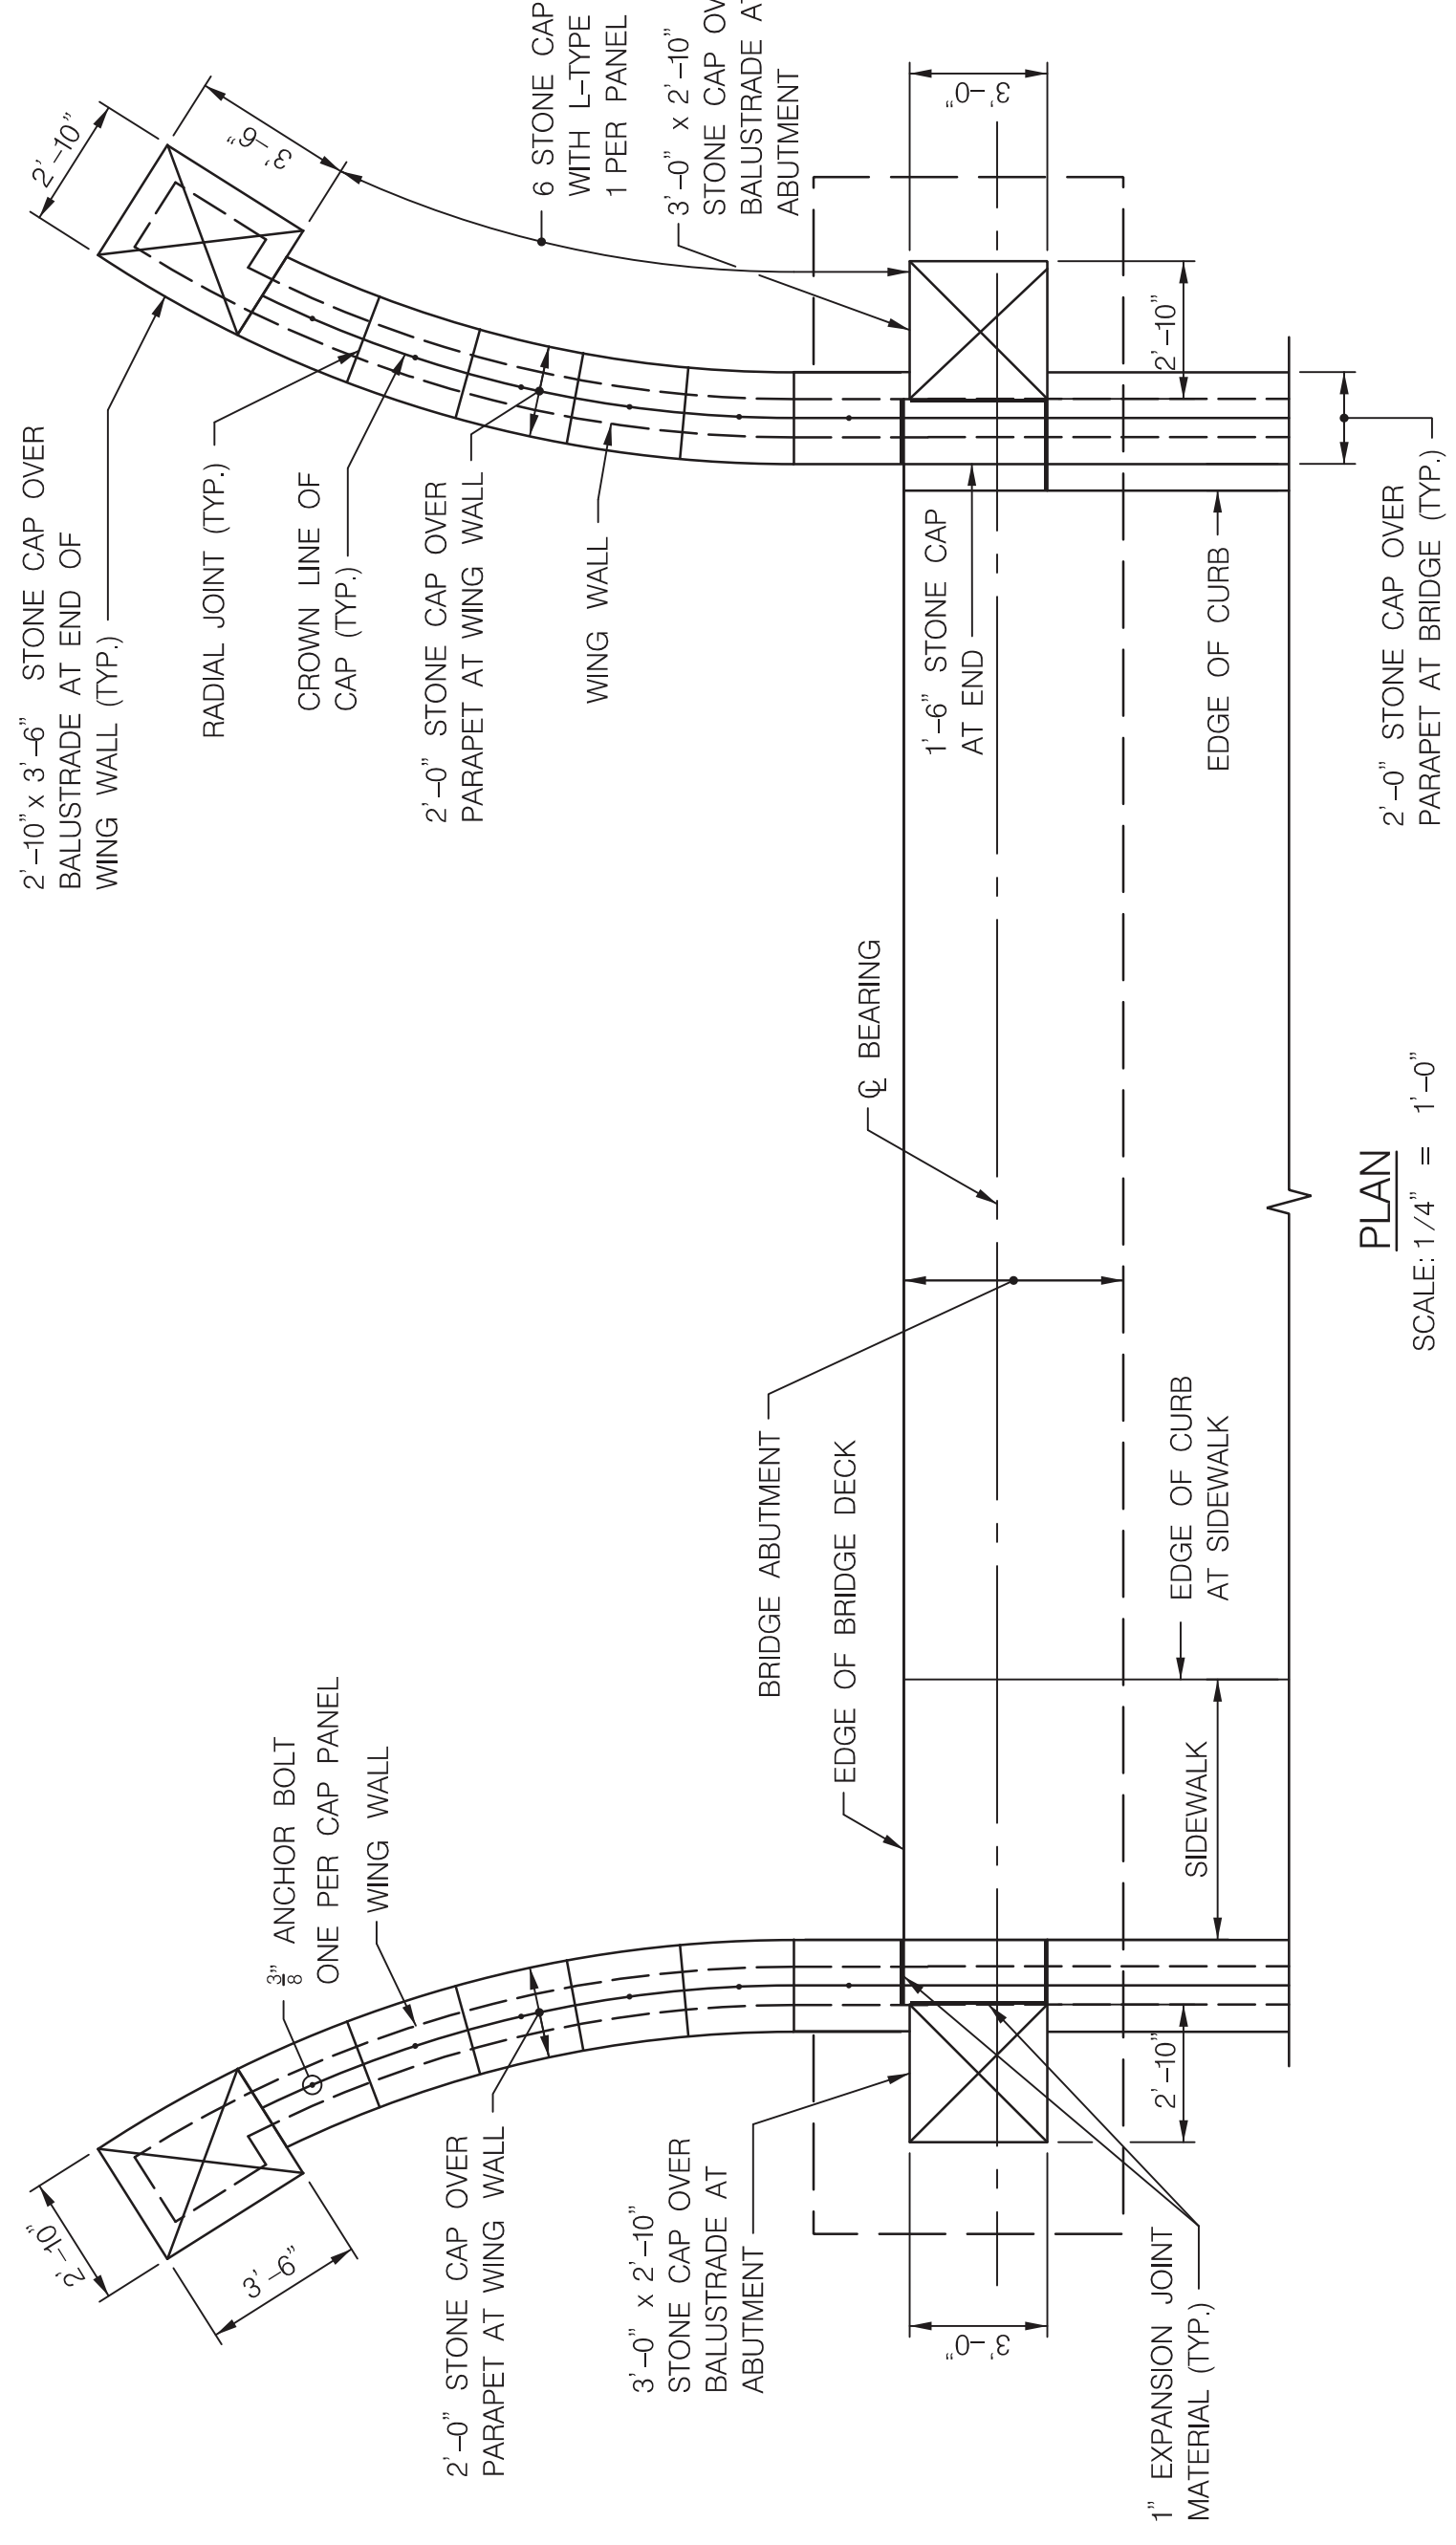 2'-10"
3'-6"
3/8" ANCHOR BOLT
ONE PER CAP PANEL
WING WALL
2'-0" STONE CAP OVER
PARAPET AT WING WALL
3'-0" x 2'-10"
STONE CAP OVER
BALUSTRADE AT
ABUTMENT
3'-0"
1" EXPANSION JOINT
MATERIAL (TYP.)
2'-10"
SIDEWALK
BRIDGE ABUTMENT
EDGE OF BRIDGE DECK
EDGE OF CURB
AT SIDEWALK
℄ BEARING
PLAN
SCALE: 1/4" = 1'-0"
2'-10" x 3'-6" STONE CAP OVER
BALUSTRADE AT END OF
WING WALL (TYP.)
RADIAL JOINT (TYP.)
CROWN LINE OF
CAP (TYP.)
2'-0" STONE CAP OVER
PARAPET AT WING WALL
WING WALL
1'-6" STONE CAP
AT END
EDGE OF CURB
2'-0" STONE CAP OVER
PARAPET AT BRIDGE (TYP.)
2'-10"
3'-6"
6 STONE CAP
WITH L-TYPE
1 PER PANEL
3'-0" x 2'-10"
STONE CAP
BALUSTRADE
ABUTMENT
3'-0"
2'-10"